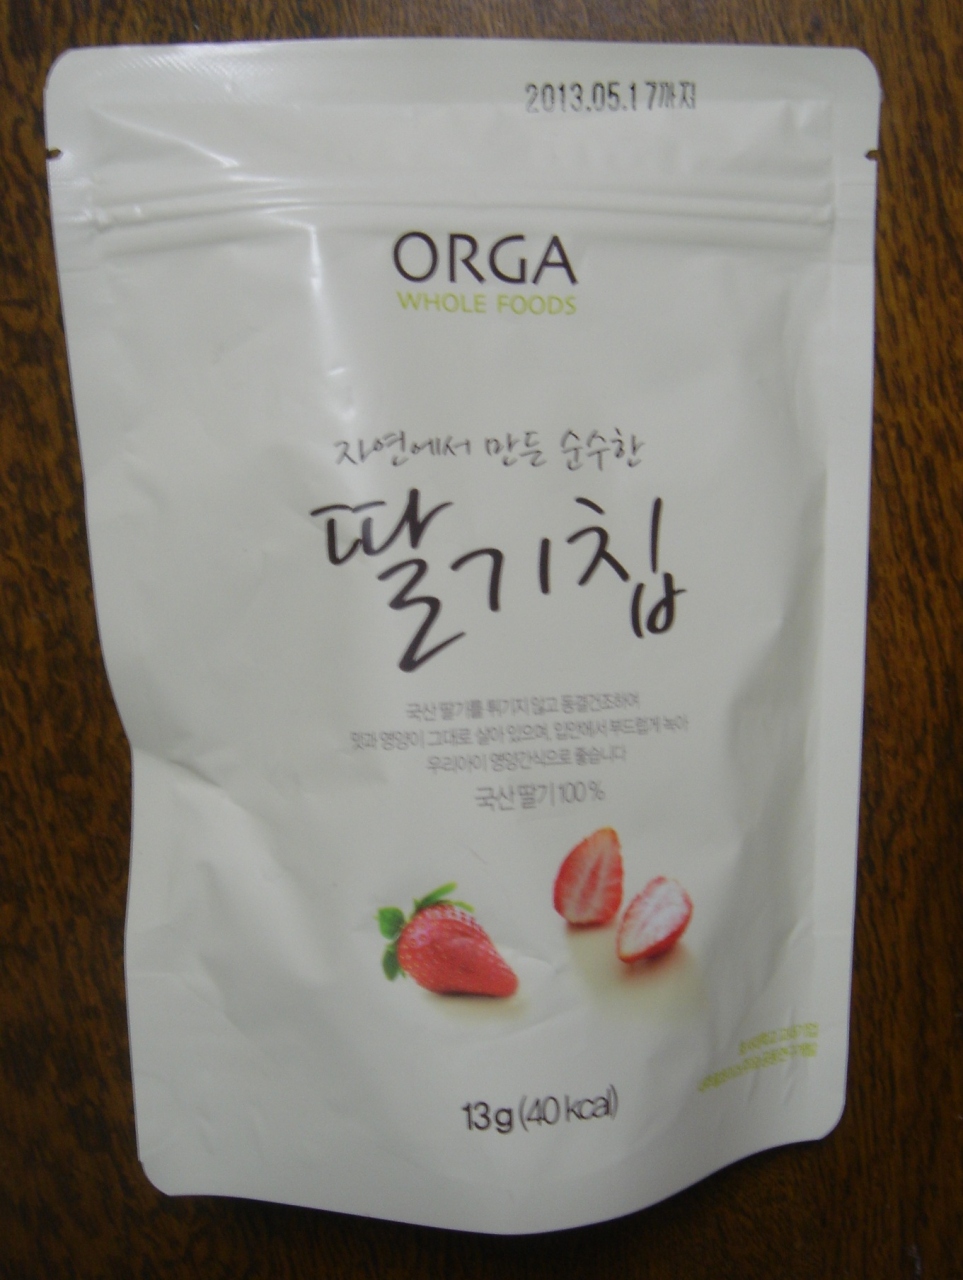 2013.05.17까지
ORGA
WHOLE FOODS
자연에서 만든 순수한
딸기칩
국산 딸기를 튀기지 않고 동결건조하여
맛과 영양이 그대로 살아 있으며, 입안에서 부드럽게 녹아
우리아이 영양간식으로 좋습니다
국산 딸기 100%
13g (40 kcal)